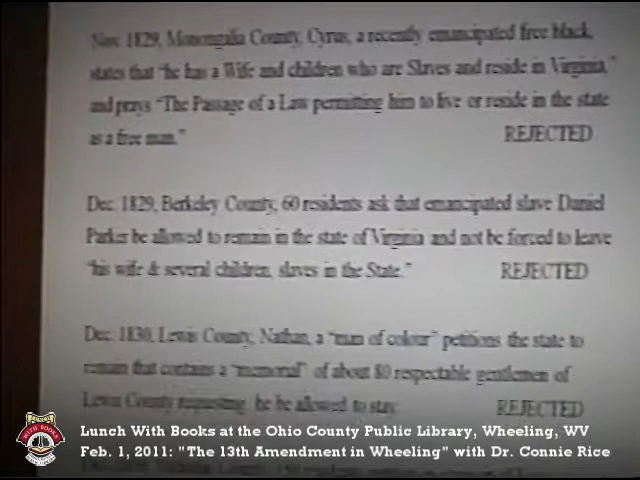 Nov. 1829, Monongalia County, Cyrus, a recently emancipated free black,
states that "he has a Wife and children who are Slaves and reside in Virginia,"
and prays "The Passage of a Law permitting him to live or reside in the state
as a free man." REJECTED
Dec. 1829, Berkeley County, 60 residents ask that emancipated slave Daniel
Parker be allowed to remain in the state of Virginia and not be forced to leave
"his wife & several children, slaves in the State." REJECTED
Dec. 1830, Lewis County, Nathan, a "man of colour" petitions the state to
remain that contains a "memorial" of about 80 respectable gentlemen of
Lewis County requesting he be allowed to stay REJECTED
LUNCH
WITH BOOKS
Lunch With Books at the Ohio County Public Library, Wheeling, WV
Feb. 1, 2011: "The 13th Amendment in Wheeling" with Dr. Connie Rice